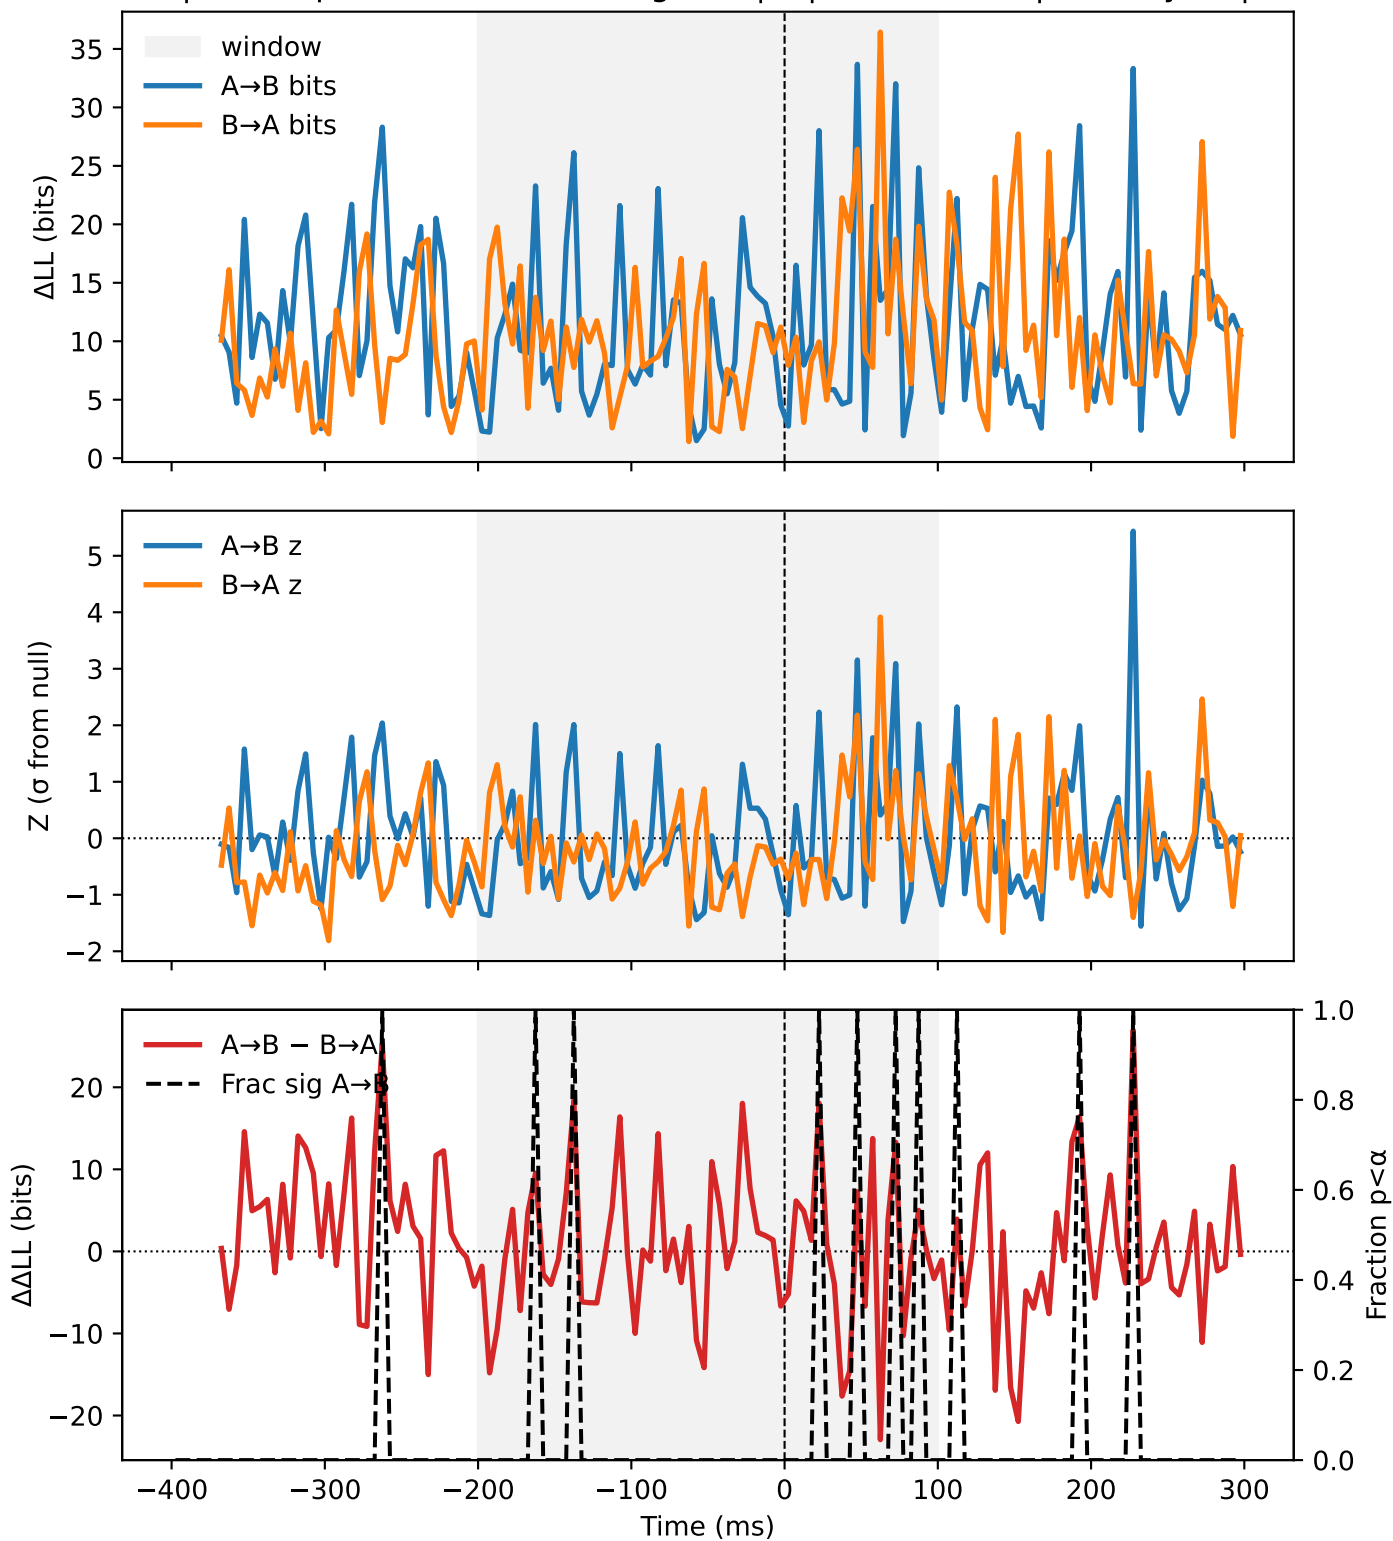 window
A→B bits
B→A bits
ΔLL (bits)
35
30
25
20
15
10
5
0
A→B z
B→A z
Z (σ from null)
5
4
3
2
1
0
−1
−2
A→B − B→A
Frac sig A→B
ΔΔLL (bits)
20
10
0
−10
−20
1.0
0.8
0.6
0.4
0.2
0.0
Fraction p<α
−400 −300 −200 −100 0 100 200 300
Time (ms)